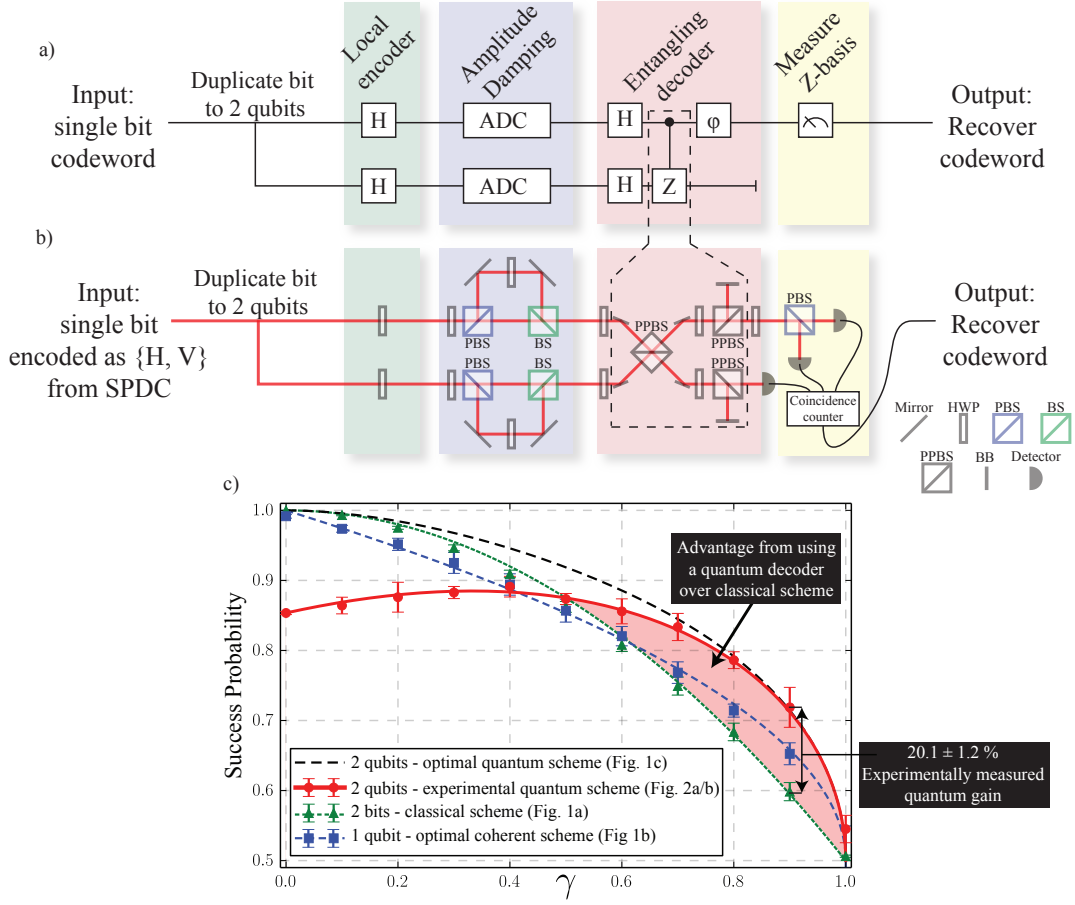 a)
Input:
single bit
codeword
Duplicate bit
to 2 qubits
Local
encoder
Amplitude
Damping
Entangling
decoder
Measure
Z-basis
H
ADC
H
φ
H
ADC
H
Z
Output:
Recover
codeword
b)
Input:
single bit
encoded as {H, V}
from SPDC
Duplicate bit
to 2 qubits
PBS
BS
PBS
BS
PPBS
PPBS
PPBS
PBS
Coincidence
counter
Output:
Recover
codeword
Mirror
HWP
PBS
BS
PPBS
BB
Detector
c)
Success Probability
1.0
0.9
0.8
0.7
0.6
0.5
0.0
0.2
0.4
0.6
0.8
1.0
γ
Advantage from using
a quantum decoder
over classical scheme
20.1 ± 1.2 %
Experimentally measured
quantum gain
2 qubits - optimal quantum scheme (Fig. 1c)
2 qubits - experimental quantum scheme (Fig. 2a/b)
2 bits - classical scheme (Fig. 1a)
1 qubit - optimal coherent scheme (Fig 1b)